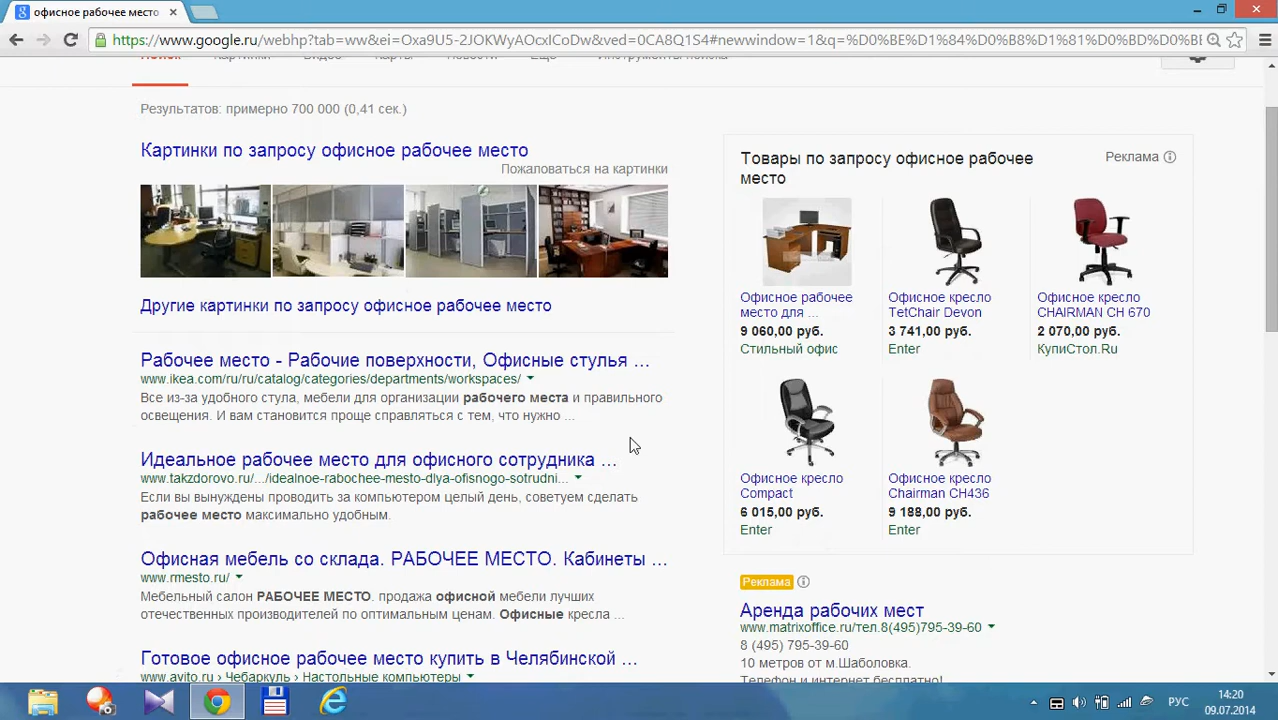 офисное рабочее место
https://www.google.ru/webhp?tab=ww&ei=Oxa9U5-2JOKWyAOcxICoDw&ved=0CA8Q1S4#newwindow=1&q=%D0%BE%D1%84%D0%B8%D1%81%D0%BD%D0%
Поиск Картинки Видео Карты Новости Ещё Инструменты поиска
Результатов: примерно 700 000 (0,41 сек.)
Картинки по запросу офисное рабочее место
Пожаловаться на картинки
Другие картинки по запросу офисное рабочее место
Рабочее место - Рабочие поверхности, Офисные стулья ...
www.ikea.com/ru/ru/catalog/categories/departments/workspaces/
Все из-за удобного стула, мебели для организации рабочего места и правильного
освещения. И вам становится проще справляться с тем, что нужно ...
Идеальное рабочее место для офисного сотрудника ...
www.takzdorovo.ru/.../idealnoe-rabochee-mesto-dlya-ofisnogo-sotrudni...
Если вы вынуждены проводить за компьютером целый день, советуем сделать
рабочее место максимально удобным.
Офисная мебель со склада. РАБОЧЕЕ МЕСТО. Кабинеты ...
www.rmesto.ru/
Мебельный салон РАБОЧЕЕ МЕСТО. продажа офисной мебели лучших
отечественных производителей по оптимальным ценам. Офисные кресла ...
Готовое офисное рабочее место купить в Челябинской ...
www.avito.ru › Чебаркуль › Настольные компьютеры
Товары по запросу офисное рабочее
место
Реклама
Офисное рабочее
место для ...
9 060,00 руб.
Стильный офис
Офисное кресло
TetChair Devon
3 741,00 руб.
Enter
Офисное кресло
CHAIRMAN CH 670
2 070,00 руб.
КупиСтол.Ru
Офисное кресло
Compact
6 015,00 руб.
Enter
Офисное кресло
Chairman CH436
9 188,00 руб.
Enter
Реклама
Аренда рабочих мест
www.matrixoffice.ru/тел.8(495)795-39-60
8 (495) 795-39-60
10 метров от м.Шаболовка.
Телефон и интернет бесплатно!
РУС
14:20
09.07.2014